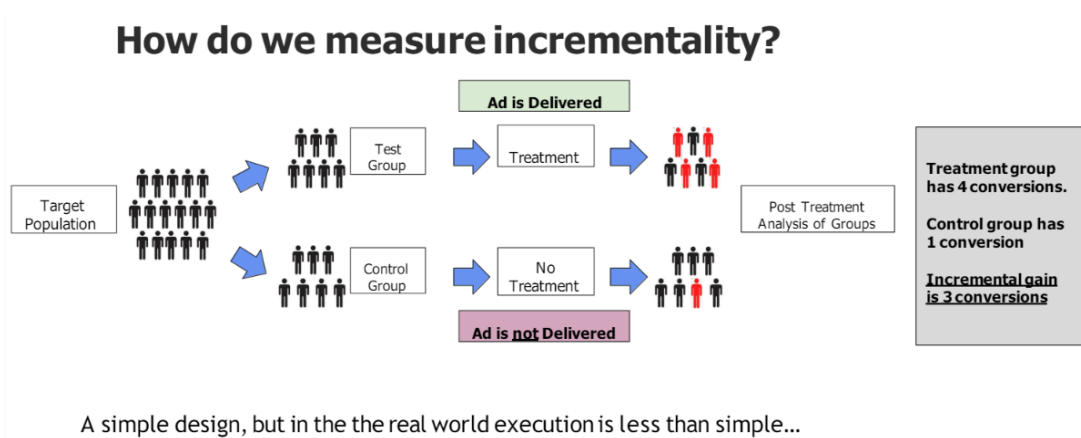 How do we measure incrementality?
Ad is Delivered
Test
Group
Treatment
Target
Population
Control
Group
No
Treatment
Ad is not Delivered
Post Treatment
Analysis of Groups
Treatment group
has 4 conversions.
Control group has
1 conversion
Incremental gain
is 3 conversions
A simple design, but in the the real world execution is less than simple…